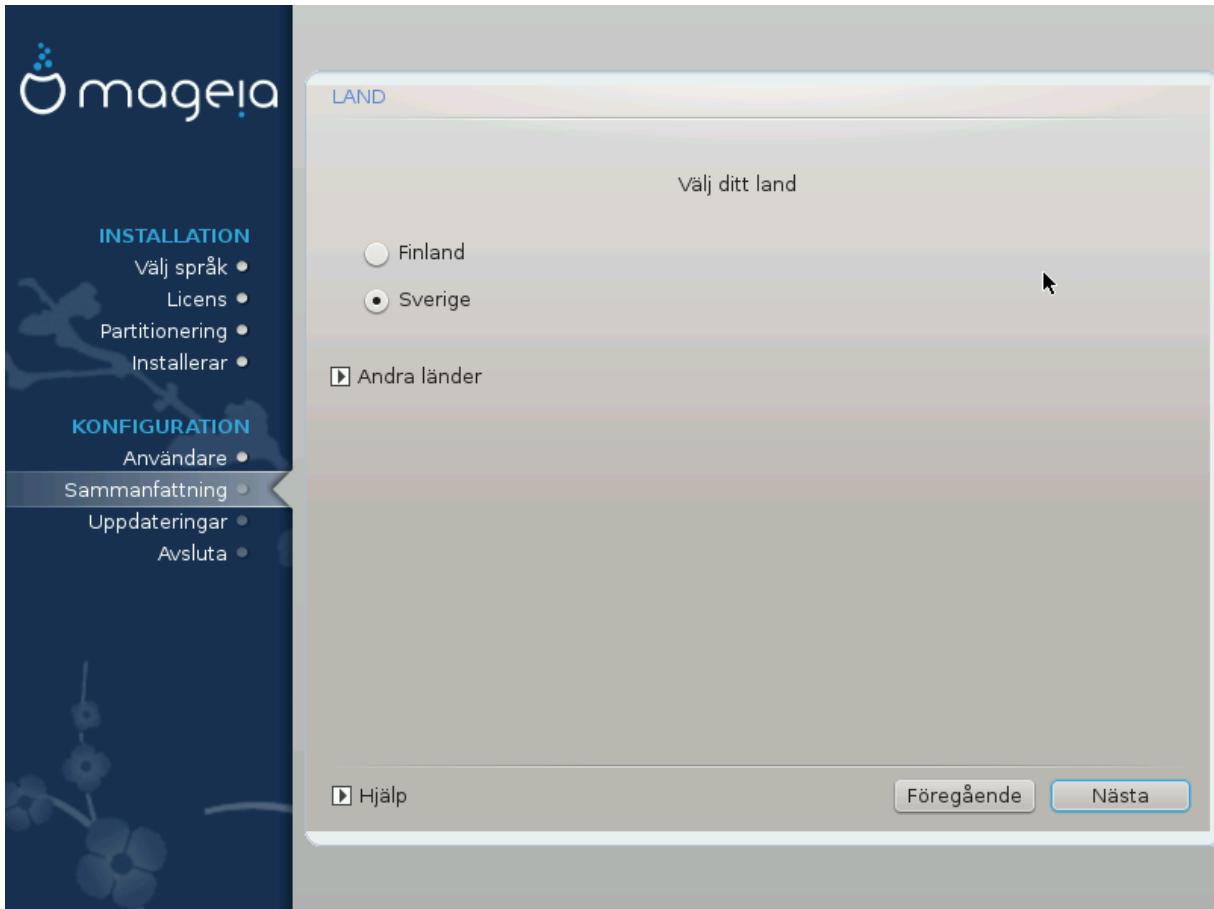 mageia
INSTALLATION
Välj språk
Licens
Partitionering
Installerar
KONFIGURATION
Användare
Sammanfattning
Uppdateringar
Avsluta
LAND
Välj ditt land
Finland
Sverige
Andra länder
Hjälp
Föregående
Nästa